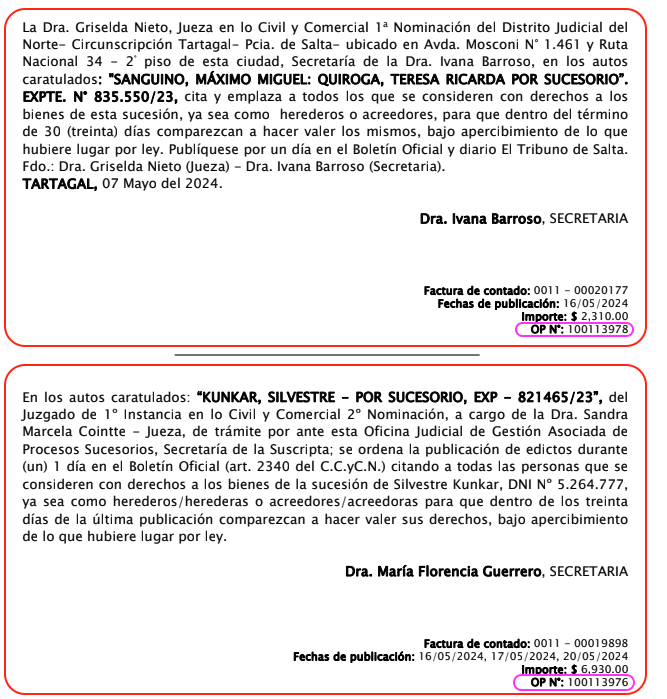 La Dra. Griselda Nieto, Jueza en lo Civil y Comercial 1ª Nominación del Distrito Judicial del
Norte– Circunscripción Tartagal– Pcia. de Salta– ubicado en Avda. Mosconi N° 1.461 y Ruta
Nacional 34 – 2° piso de esta ciudad, Secretaría de la Dra. Ivana Barroso, en los autos
caratulados: "SANGUINO, MÁXIMO MIGUEL: QUIROGA, TERESA RICARDA POR SUCESORIO”.
EXPTE. N° 835.550/23, cita y emplaza a todos los que se consideren con derechos a los
bienes de esta sucesión, ya sea como herederos o acreedores, para que dentro del término
de 30 (treinta) días comparezcan a hacer valer los mismos, bajo apercibimiento de lo que
hubiere lugar por ley. Publíquese por un día en el Boletín Oficial y diario El Tribuno de Salta.
Fdo.: Dra. Griselda Nieto (Jueza) – Dra. Ivana Barroso (Secretaria).
TARTAGAL, 07 Mayo del 2024.
Dra. Ivana Barroso, SECRETARIA
Factura de contado: 0011 – 00020177
Fechas de publicación: 16/05/2024
Importe: $ 2,310.00
OP N°: 100113978
En los autos caratulados: “KUNKAR, SILVESTRE – POR SUCESORIO, EXP – 821465/23”, del
Juzgado de 1º Instancia en lo Civil y Comercial 2º Nominación, a cargo de la Dra. Sandra
Marcela Cointte – Jueza, de trámite por ante esta Oficina Judicial de Gestión Asociada de
Procesos Sucesorios, Secretaría de la Suscripta; se ordena la publicación de edictos durante
(un) 1 día en el Boletín Oficial (art. 2340 del C.C.yC.N.) citando a todas las personas que se
consideren con derechos a los bienes de la sucesión de Silvestre Kunkar, DNI Nº 5.264.777,
ya sea como herederos/herederas o acreedores/acreedoras para que dentro de los treinta
días de la última publicación comparezcan a hacer valer sus derechos, bajo apercibimiento
de lo que hubiere lugar por ley.
Dra. María Florencia Guerrero, SECRETARIA
Factura de contado: 0011 – 00019898
Fechas de publicación: 16/05/2024, 17/05/2024, 20/05/2024
Importe: $ 6,930.00
OP N°: 100113976